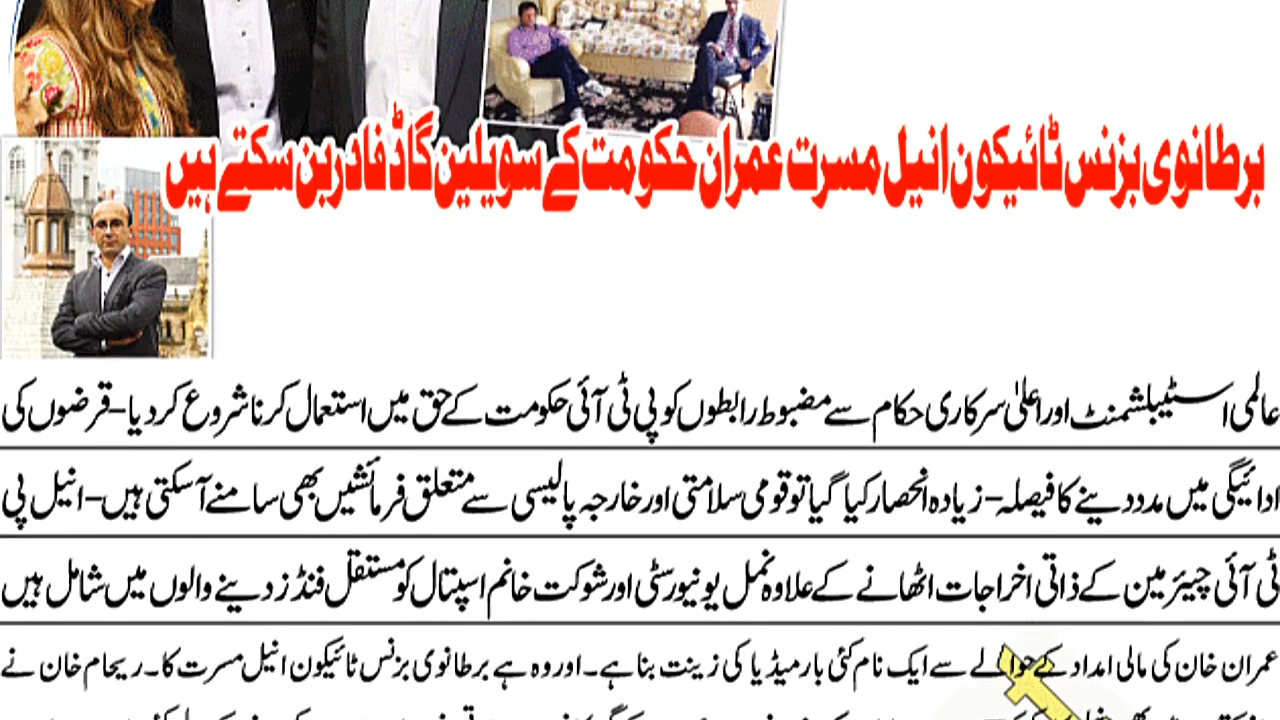 برطانوی بزنس ٹائیکون انیل مسرت عمران حکومت کے سویلین گاڈ فادر بن سکتے ہیں
عالمی اسٹیبلشمنٹ اور اعلیٰ سرکاری حکام سے مضبوط رابطوں کو پی ٹی آئی حکومت کے حق میں استعمال کرنا شروع کر دیا-قرضوں کی
ادائیگی میں مدد دینے کا فیصلہ-زیادہ انحصار کیا گیا تو قومی سلامتی اور خارجہ پالیسی سے متعلق فرمائشیں بھی سامنے آسکتی ہیں-انیل پی
ٹی آئی چیئر مین کے ذاتی اخراجات اٹھانے کے علاوہ نمل یونیورسٹی اور شوکت خانم اسپتال کو مستقل فنڈز دینے والوں میں شامل ہیں
عمران خان کی مالی امداد کے حوالے سے ایک نام کئی بار میڈیا کی زینت بنا ہے۔ اور وہ ہے برطانوی بزنس ٹائیکون انیل مسرت کا۔ ریحام خان نے